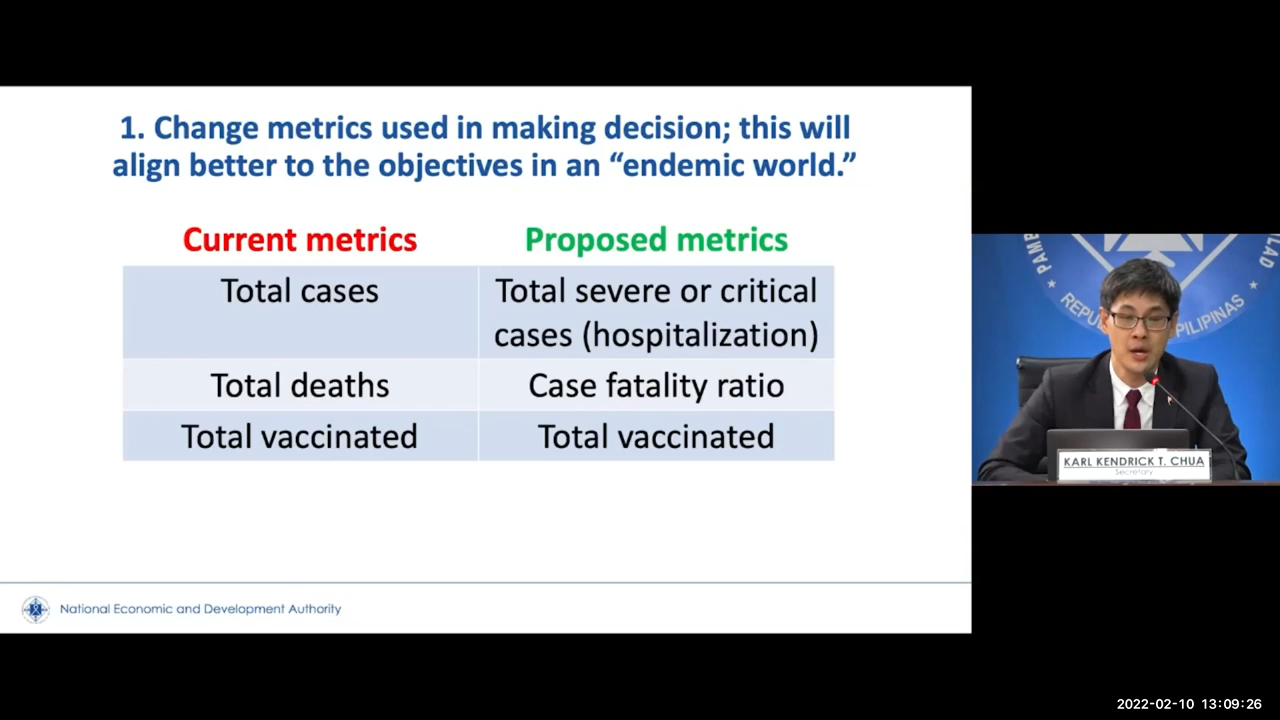 1. Change metrics used in making decision; this will
align better to the objectives in an “endemic world.”
Current metrics
Proposed metrics
Total cases
Total severe or critical
cases (hospitalization)
Total deaths
Case fatality ratio
Total vaccinated
Total vaccinated
National Economic and Development Authority
PILIPINAS
KARL KENDRICK T. CHUA
Secretary
2022-02-10 13:09:26